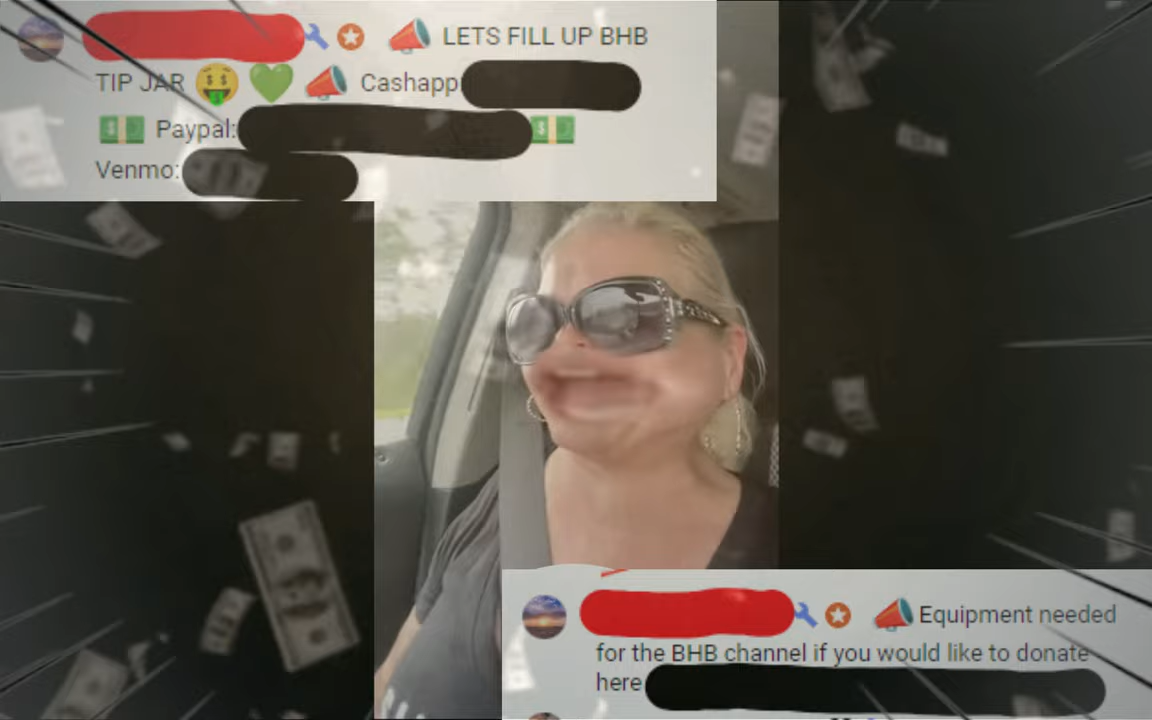 LETS FILL UP BHB
TIP JAR Cashapp:
Paypal:
Venmo:
Equipment needed
for the BHB channel if you would like to donate
here